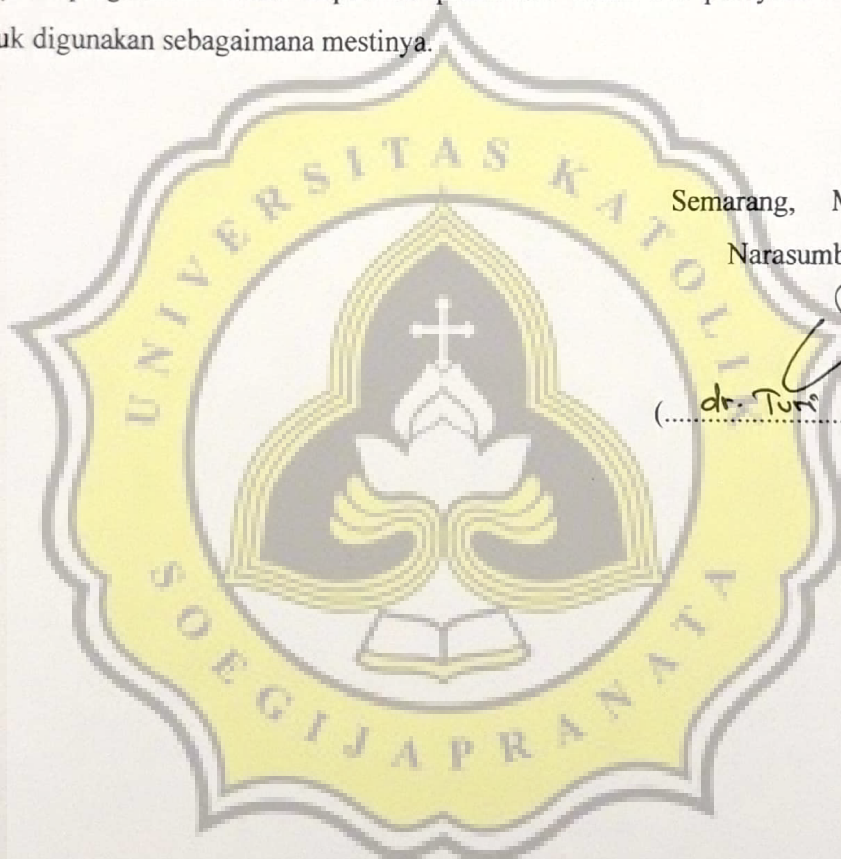 uk digunakan sebagaimana mestinya.
Semarang, M
Narasumb
(....dr. Turi
UNIVERSITAS KATOLIK
SOEGIJAPRANATA